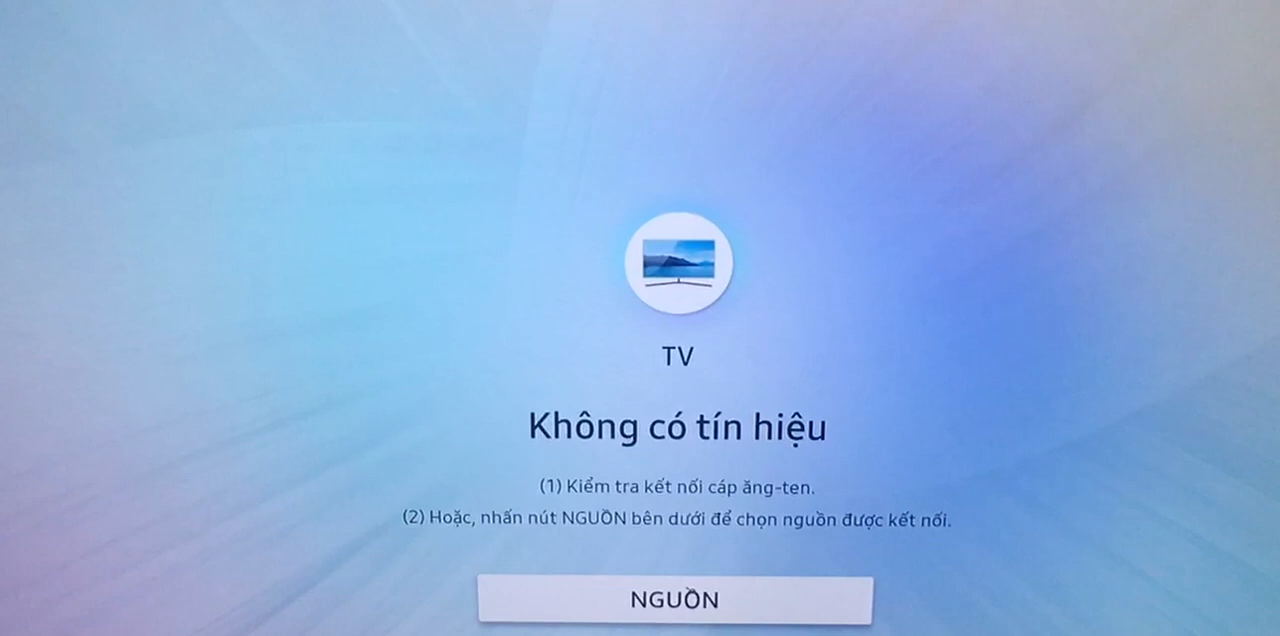 TV
Không có tín hiệu
(1) Kiểm tra kết nối cáp ăng-ten.
(2) Hoặc, nhấn nút NGUỒN bên dưới để chọn nguồn được kết nối.
NGUỒN